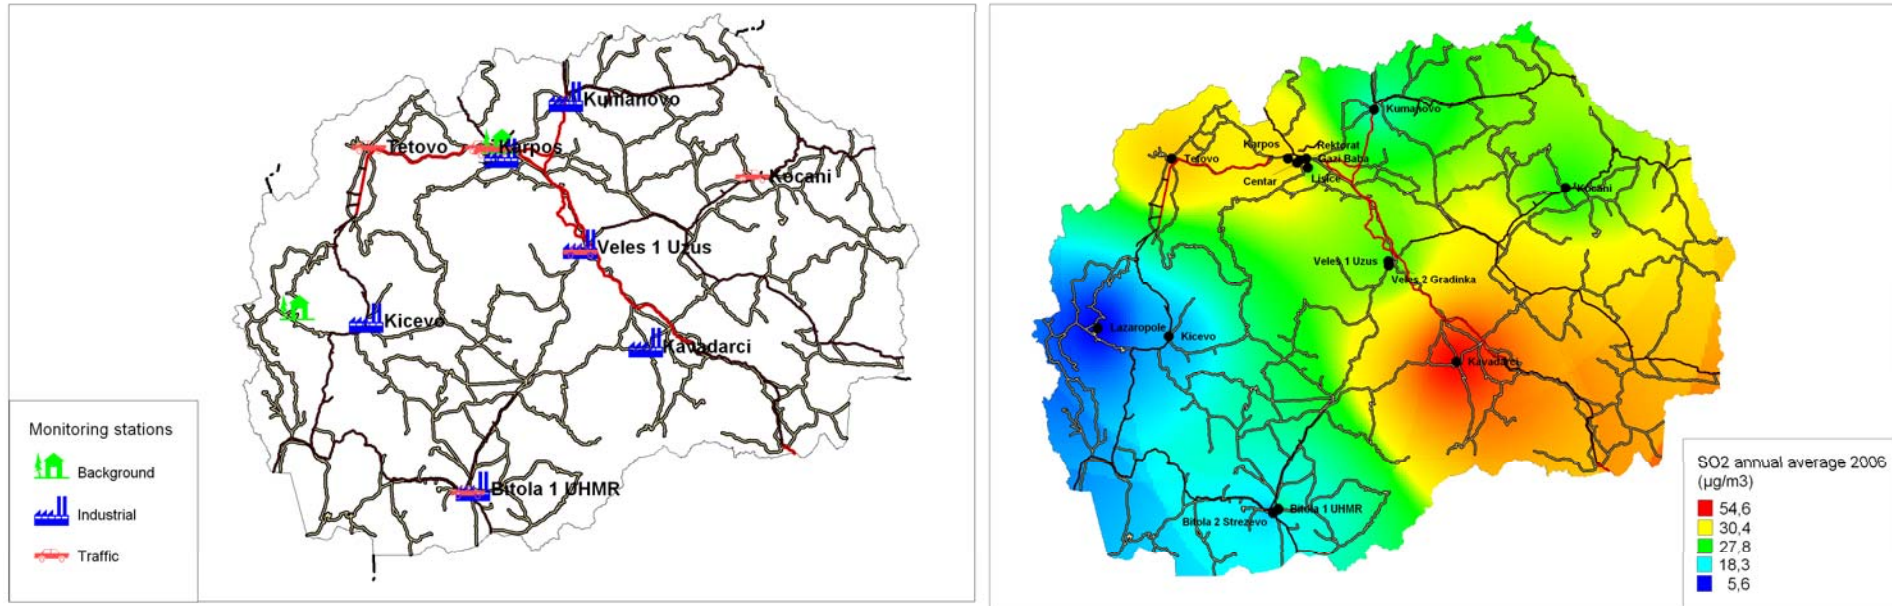 Kumanovo
Tetovo
Karpos
Kocani
Veles 1 Uzus
Kicevo
Kavadarci
Bitola 1 UHMR
Monitoring stations
Background
Industrial
Traffic
Kumanovo
Karpos
Rektorat
Tetovo
Gazi Baba
Centar
Lisice
Kocani
Veles 1 Uzus
Veles 2 Gradinka
Lazaropole
Kicevo
Kavadarci
Bitola 1 UHMR
Bitola 2 Strezevo
SO2 annual average 2006
(µg/m3)
54,6
30,4
27,8
18,3
5,6